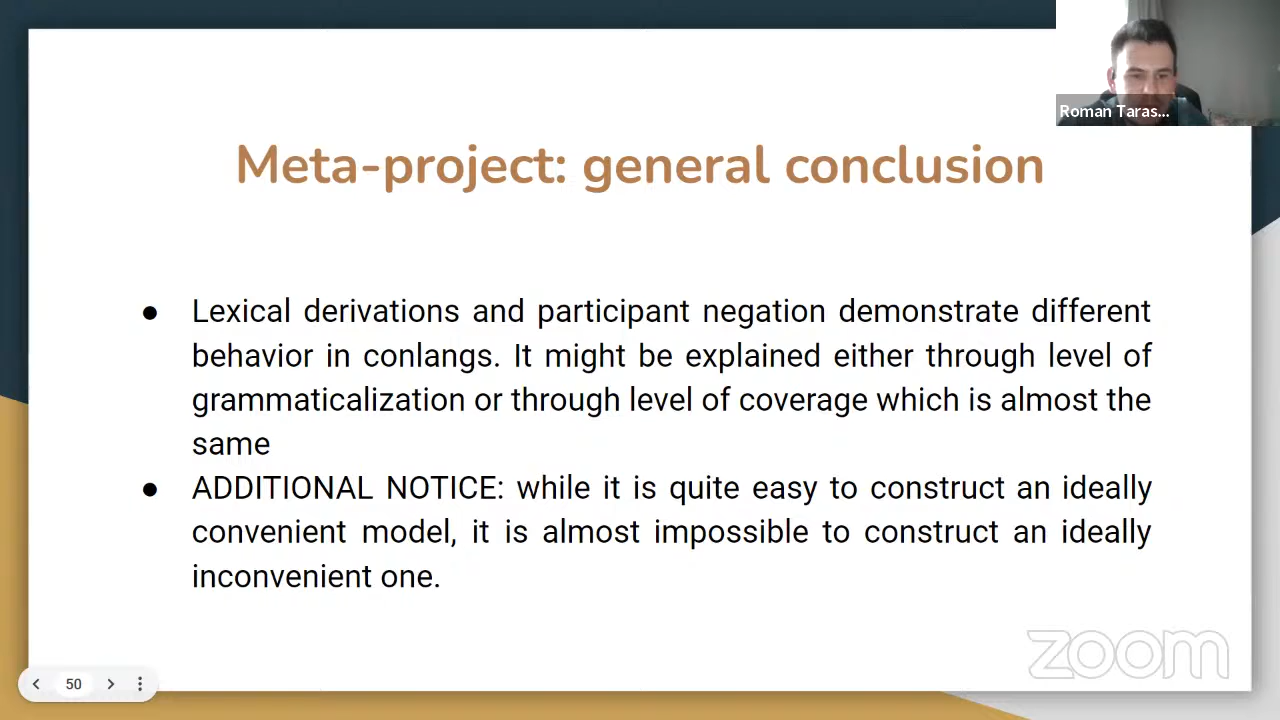 Roman Taras...
Meta-project: general conclusion
● Lexical derivations and participant negation demonstrate different
behavior in conlangs. It might be explained either through level of
grammaticalization or through level of coverage which is almost the
same
● ADDITIONAL NOTICE: while it is quite easy to construct an ideally
convenient model, it is almost impossible to construct an ideally
inconvenient one.
zoom
50